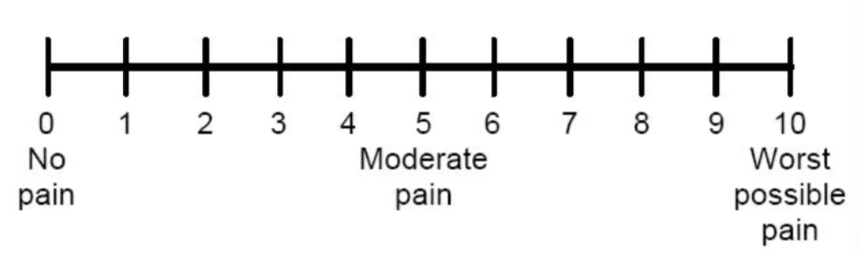 0 1 2 3 4 5 6 7 8 9 10
No Moderate Worst
pain pain possible
pain